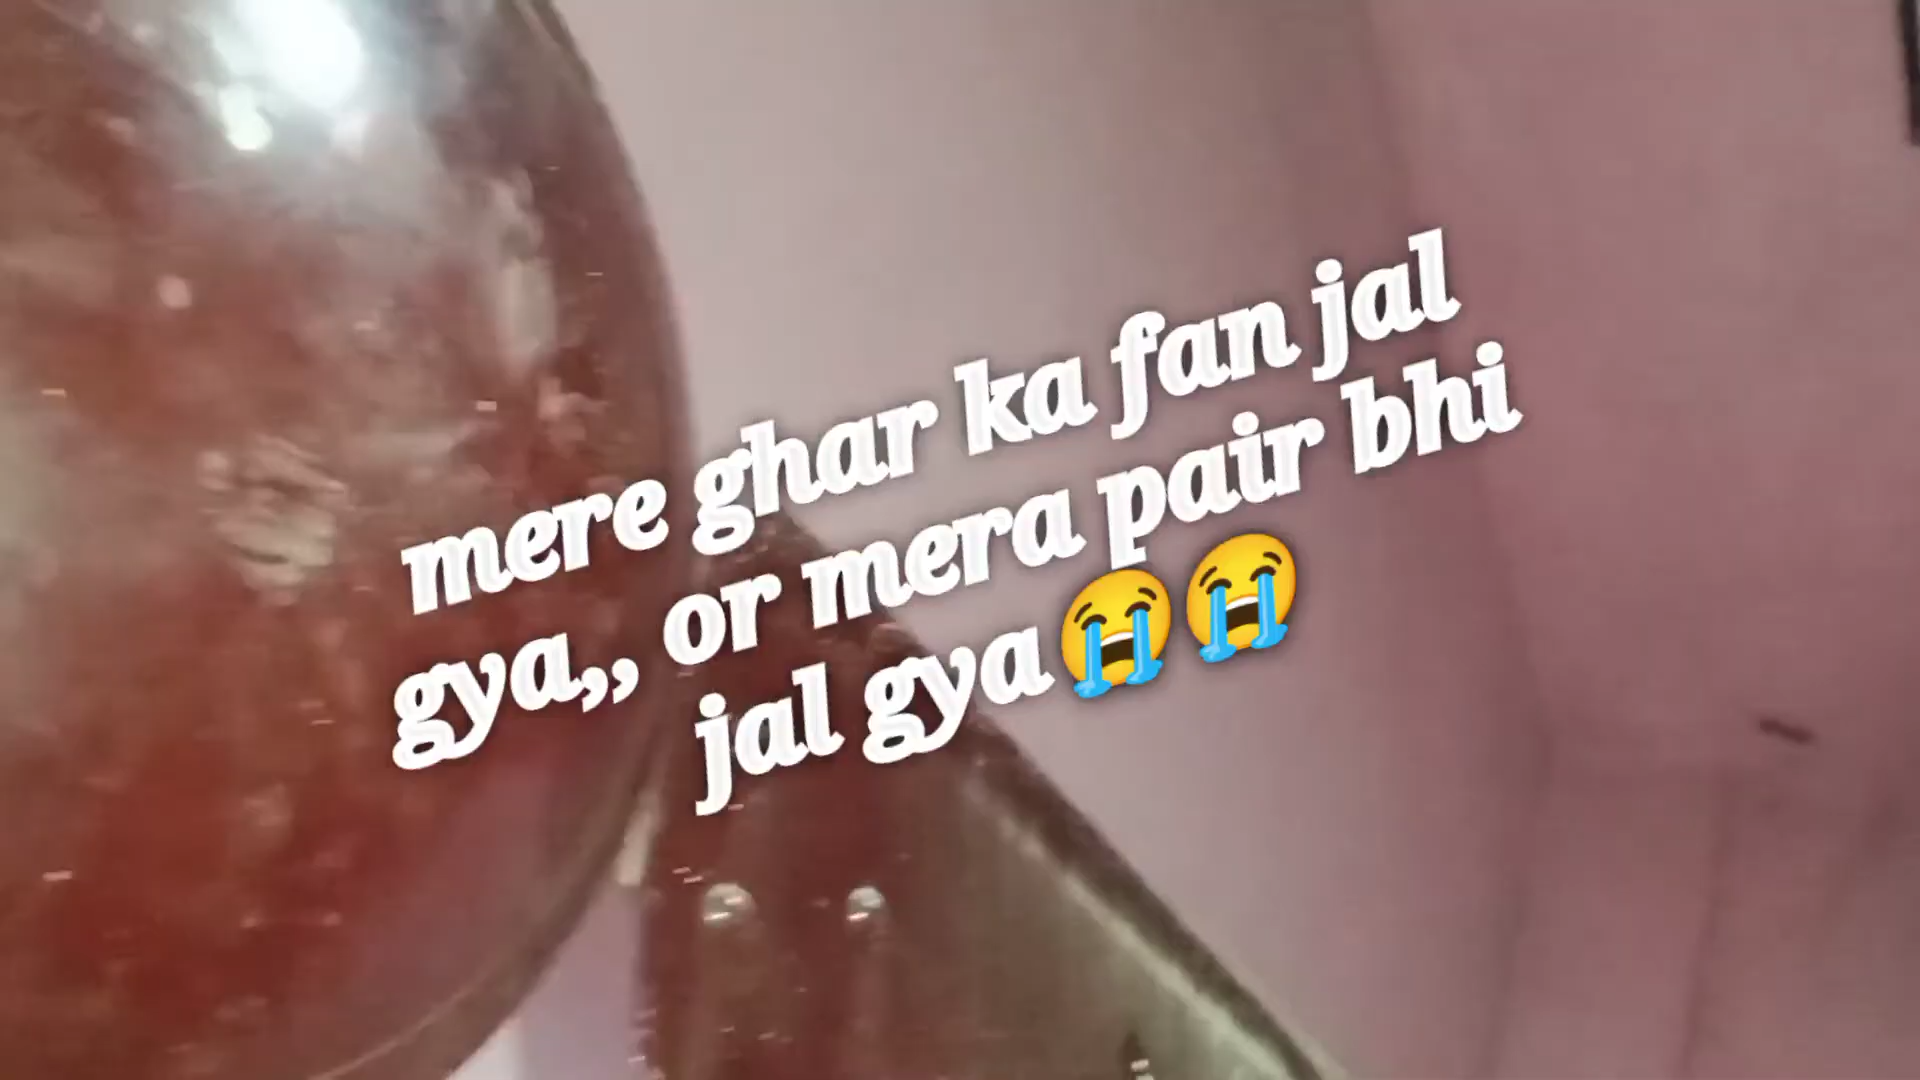 mere ghar ka fan jal
gya,, or mera pair bhi
jal gya😭😭